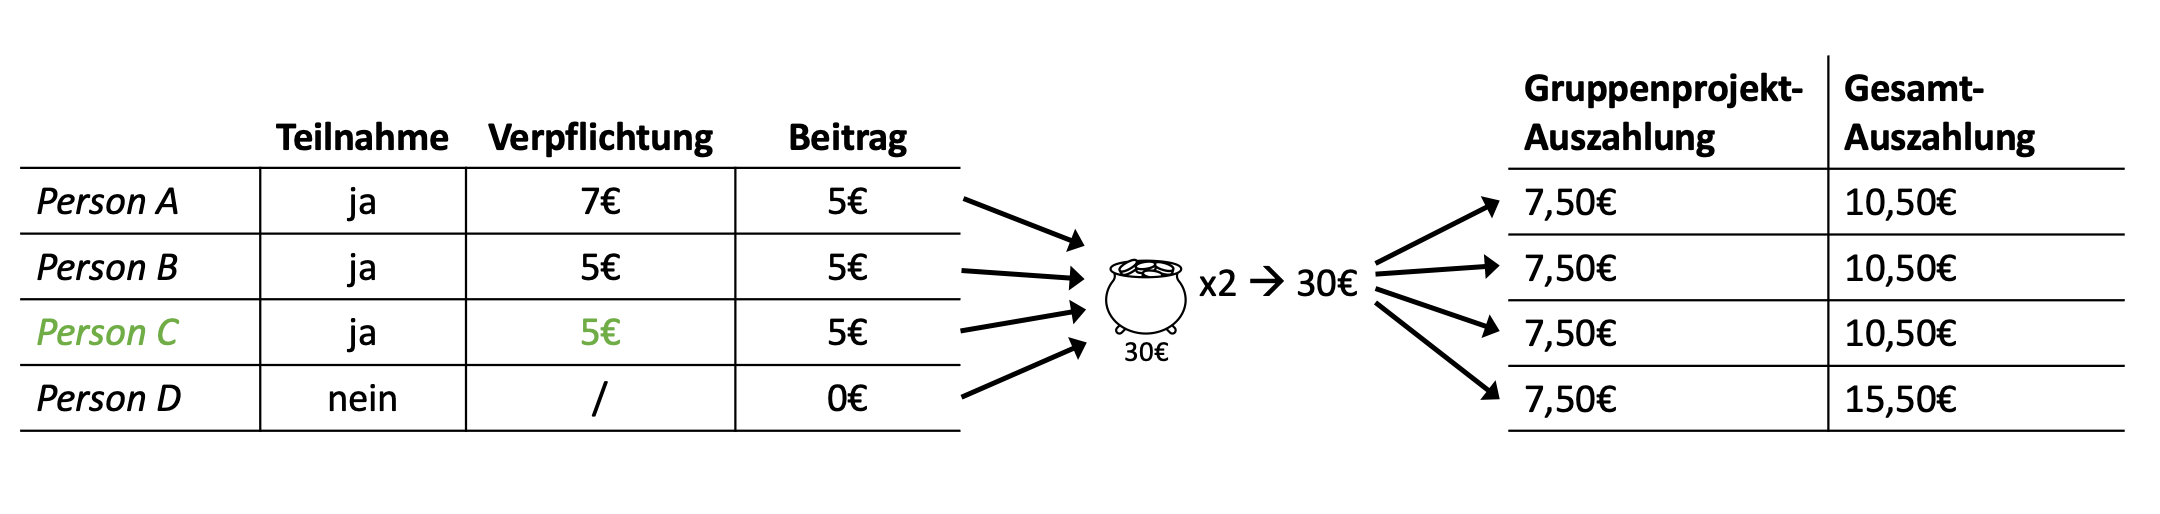 Teilnahme Verpflichtung Beitrag
Person A ja 7€ 5€
Person B ja 5€ 5€
Person C ja 5€ 5€
Person D nein / 0€
30€
x2 → 30€
Gruppenprojekt- Gesamt-
Auszahlung Auszahlung
7,50€ 10,50€
7,50€ 10,50€
7,50€ 10,50€
7,50€ 15,50€